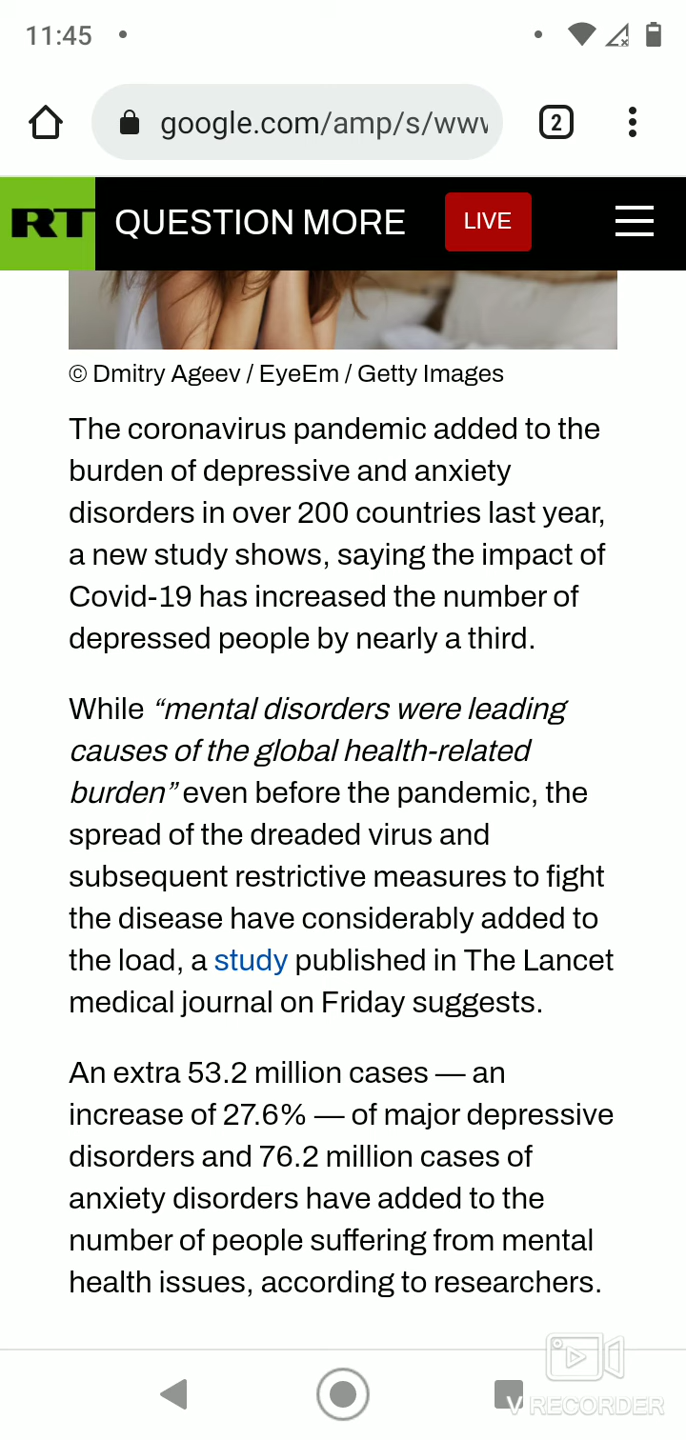 11:45
google.com/amp/s/www
2
RT QUESTION MORE LIVE
© Dmitry Ageev / EyeEm / Getty Images
The coronavirus pandemic added to the
burden of depressive and anxiety
disorders in over 200 countries last year,
a new study shows, saying the impact of
Covid-19 has increased the number of
depressed people by nearly a third.
While “mental disorders were leading
causes of the global health-related
burden” even before the pandemic, the
spread of the dreaded virus and
subsequent restrictive measures to fight
the disease have considerably added to
the load, a study published in The Lancet
medical journal on Friday suggests.
An extra 53.2 million cases — an
increase of 27.6% — of major depressive
disorders and 76.2 million cases of
anxiety disorders have added to the
number of people suffering from mental
health issues, according to researchers.
V RECORDER